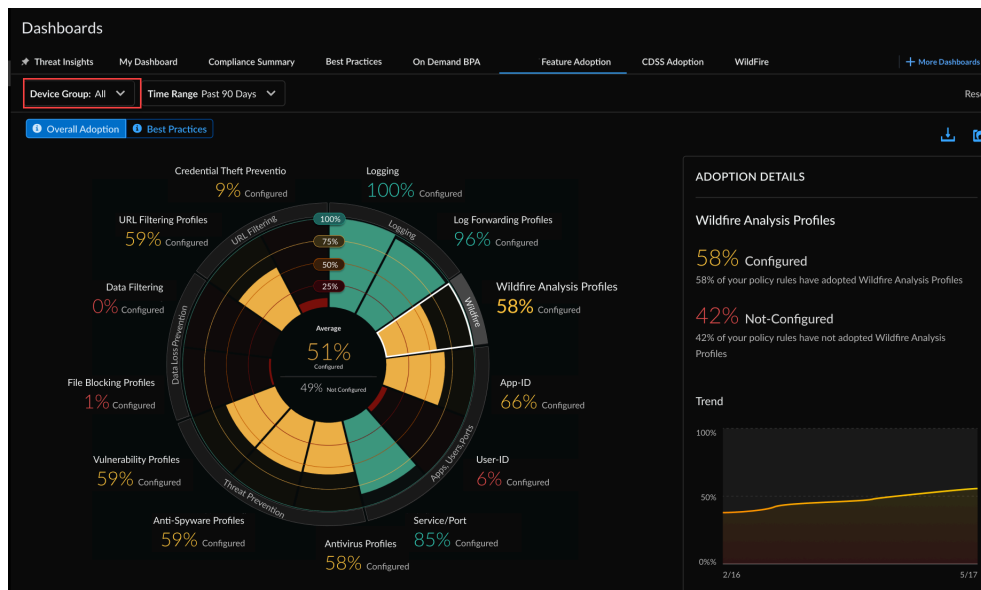 Dashboards
Threat Insights My Dashboard Compliance Summary Best Practices On Demand BPA Feature Adoption CDSS Adoption WildFire + More Dashboards
Device Group: All Time Range Past 90 Days
Overall Adoption Best Practices
ADOPTION DETAILS
Wildfire Analysis Profiles
58% Configured
58% of your policy rules have adopted Wildfire Analysis Profiles
42% Not-Configured
42% of your policy rules have not adopted Wildfire Analysis
Profiles
Trend
100%
50%
0%%
2/16 5/17
Credential Theft Preventio
9% Configured
Logging
100% Configured
URL Filtering Profiles
59% Configured
Log Forwarding Profiles
96% Configured
Data Filtering
0% Configured
Wildfire Analysis Profiles
58% Configured
File Blocking Profiles
1% Configured
App-ID
66% Configured
Vulnerability Profiles
59% Configured
User-ID
6% Configured
Anti-Spyware Profiles
59% Configured
Antivirus Profiles
58% Configured
Service/Port
85% Configured
URL Filtering
Logging
Wildfire
Apps, Users,Ports
Threat Prevention
Data Loss Prevention
100%
75%
50%
25%
Average
51%
Configured
49% Not Configured